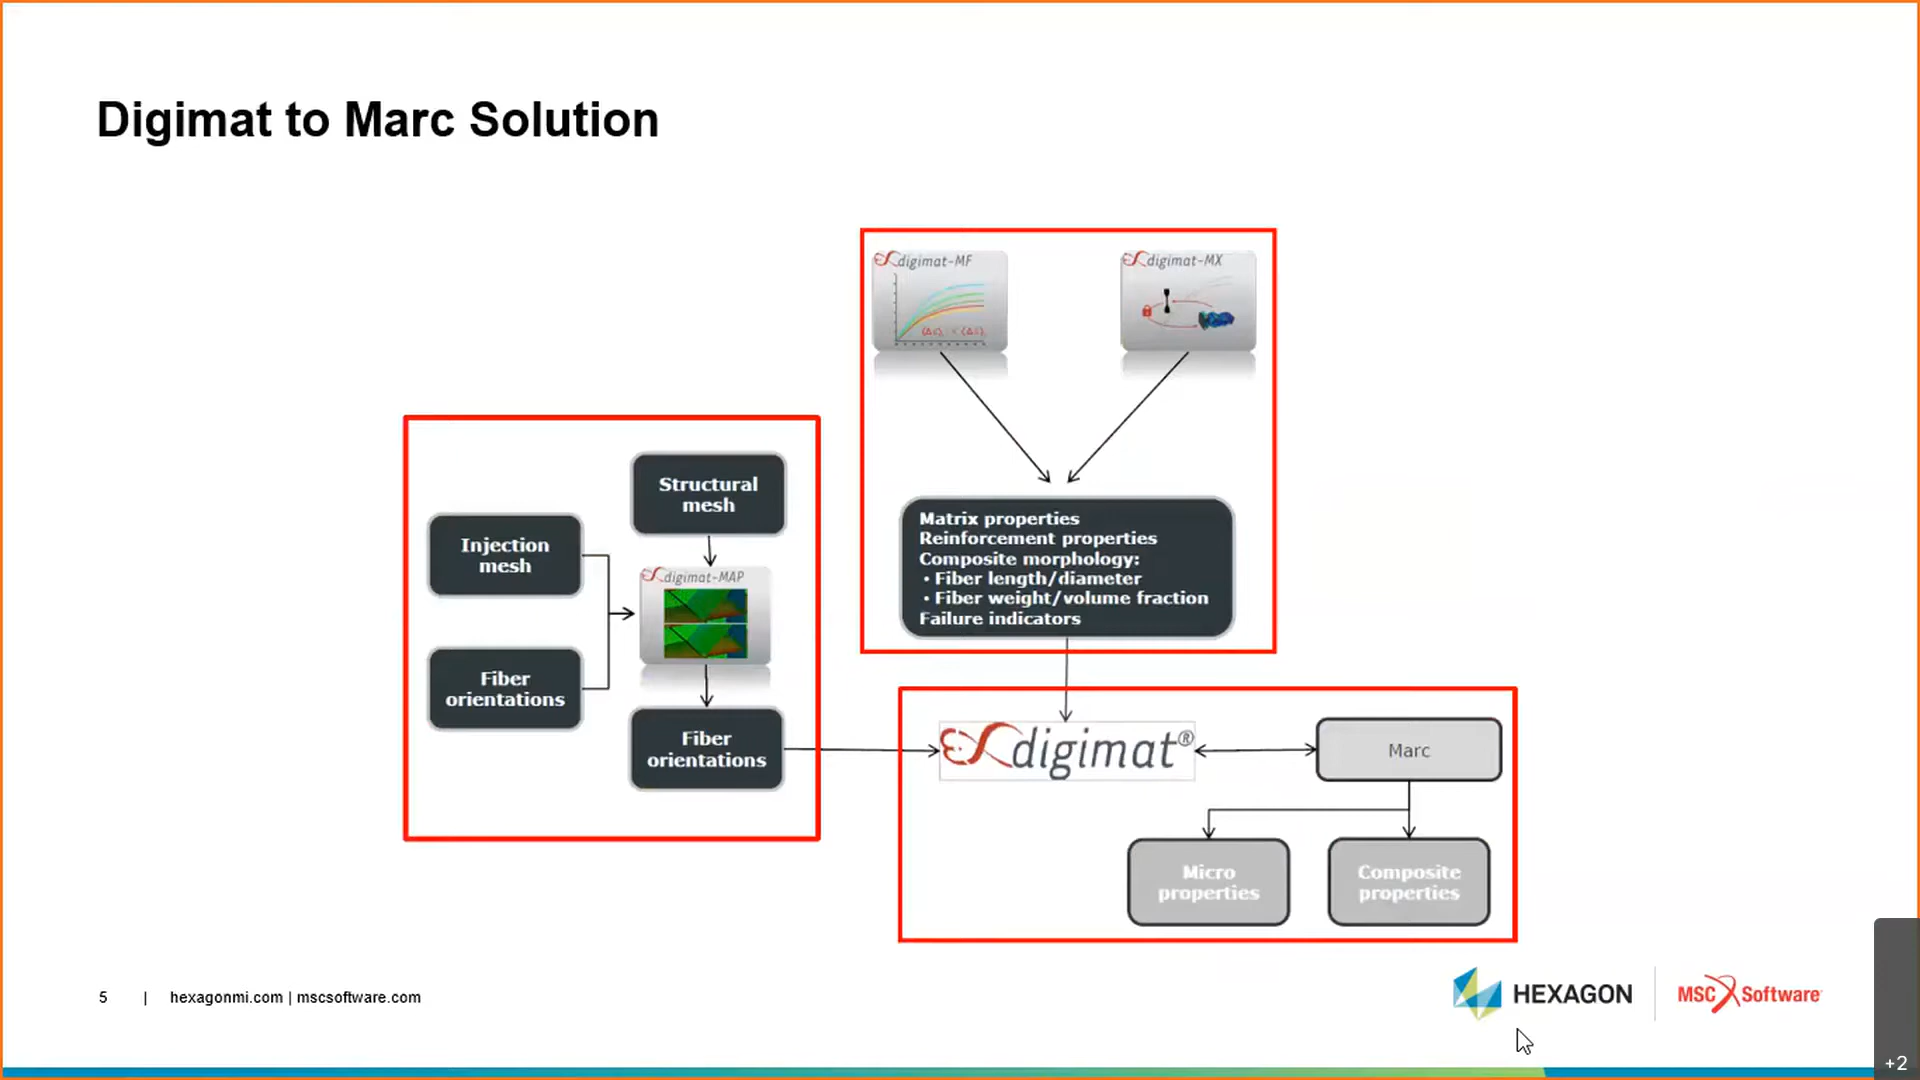 Digimat to Marc Solution
digimat-MF
digimat-MX
Structural
mesh
Injection
mesh
digimat-MAP
Fiber
orientations
Fiber
orientations
Matrix properties
Reinforcement properties
Composite morphology:
• Fiber length/diameter
• Fiber weight/volume fraction
Failure indicators
digimat®
Marc
Micro
properties
Composite
properties
5 | hexagonmi.com | mscsoftware.com
HEXAGON
MSC Software
+2